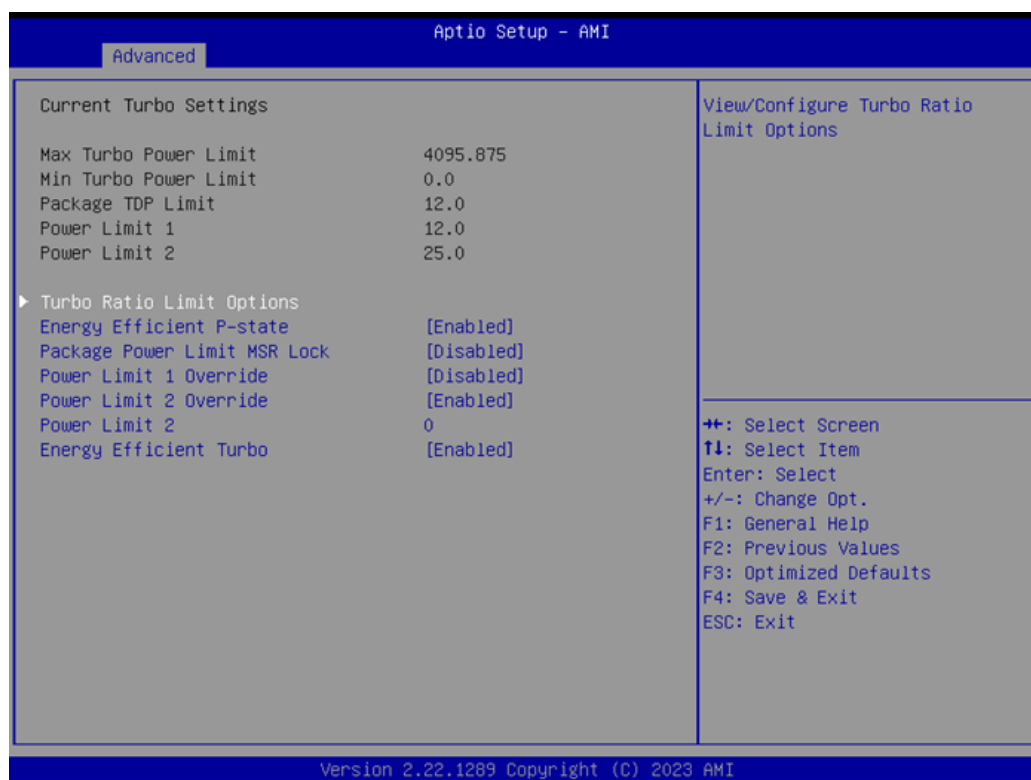 Aptio Setup – AMI
Advanced
Current Turbo Settings
Max Turbo Power Limit 4095.875
Min Turbo Power Limit 0.0
Package TDP Limit 12.0
Power Limit 1 12.0
Power Limit 2 25.0
Turbo Ratio Limit Options
Energy Efficient P-state [Enabled]
Package Power Limit MSR Lock [Disabled]
Power Limit 1 Override [Disabled]
Power Limit 2 Override [Enabled]
Power Limit 2 0
Energy Efficient Turbo [Enabled]
View/Configure Turbo Ratio
Limit Options
→←: Select Screen
↑↓: Select Item
Enter: Select
+/-: Change Opt.
F1: General Help
F2: Previous Values
F3: Optimized Defaults
F4: Save & Exit
ESC: Exit
Version 2.22.1289 Copyright (C) 2023 AMI